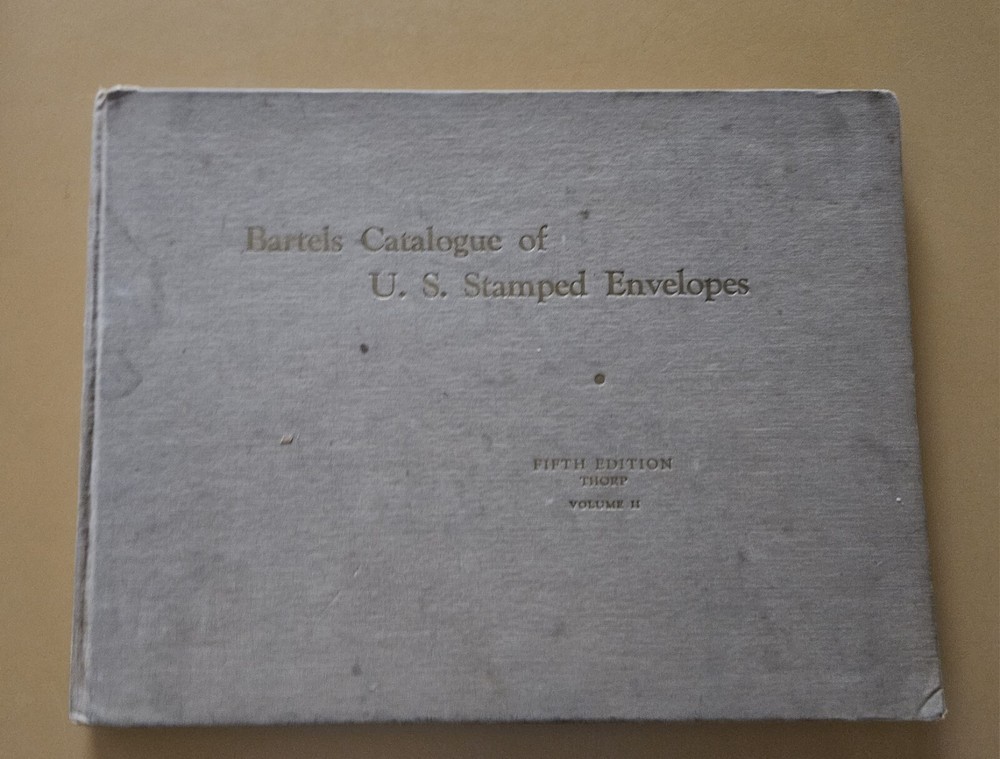 Bartels Catalogue of
U. S. Stamped Envelopes
FIFTH EDITION
THORP
VOLUME II